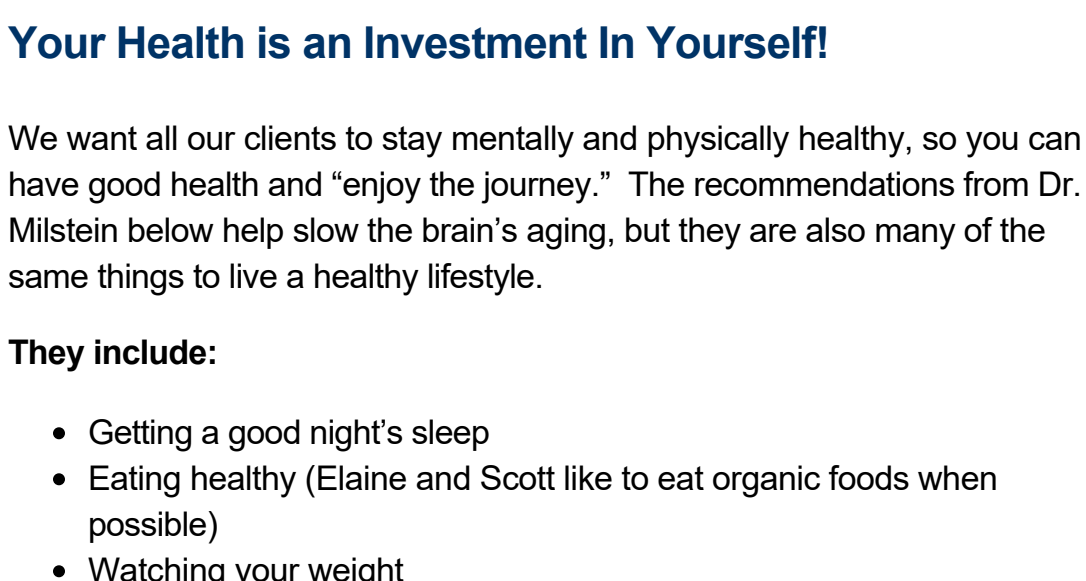 Your Health is an Investment In Yourself!
We want all our clients to stay mentally and physically healthy, so you can
have good health and “enjoy the journey.”  The recommendations from Dr.
Milstein below help slow the brain’s aging, but they are also many of the
same things to live a healthy lifestyle.
They include:
• Getting a good night’s sleep
• Eating healthy (Elaine and Scott like to eat organic foods when
possible)
• Watching your weight